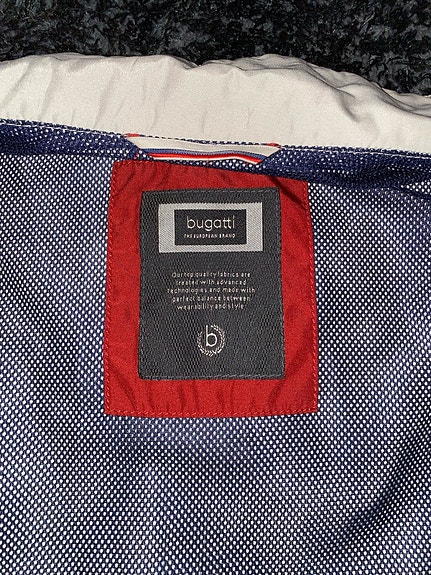 bugatti
THE EUROPEAN BRAND
Our top quality fabrics are
treated with advanced
technologies and made with
perfect balance between
wearability and style
b